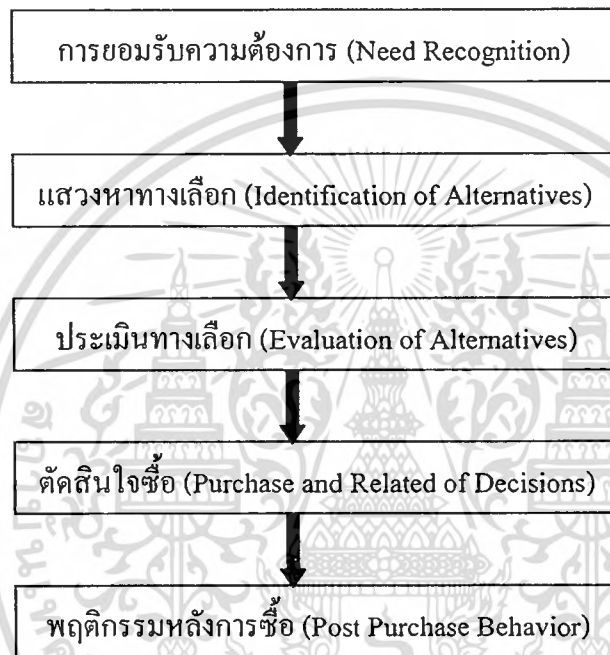 การยอมรับความต้องการ (Need Recognition)
แสวงหาทางเลือก (Identification of Alternatives)
ประเมินทางเลือก (Evaluation of Alternatives)
ตัดสินใจซื้อ (Purchase and Related of Decisions)
พฤติกรรมหลังการซื้อ (Post Purchase Behavior)